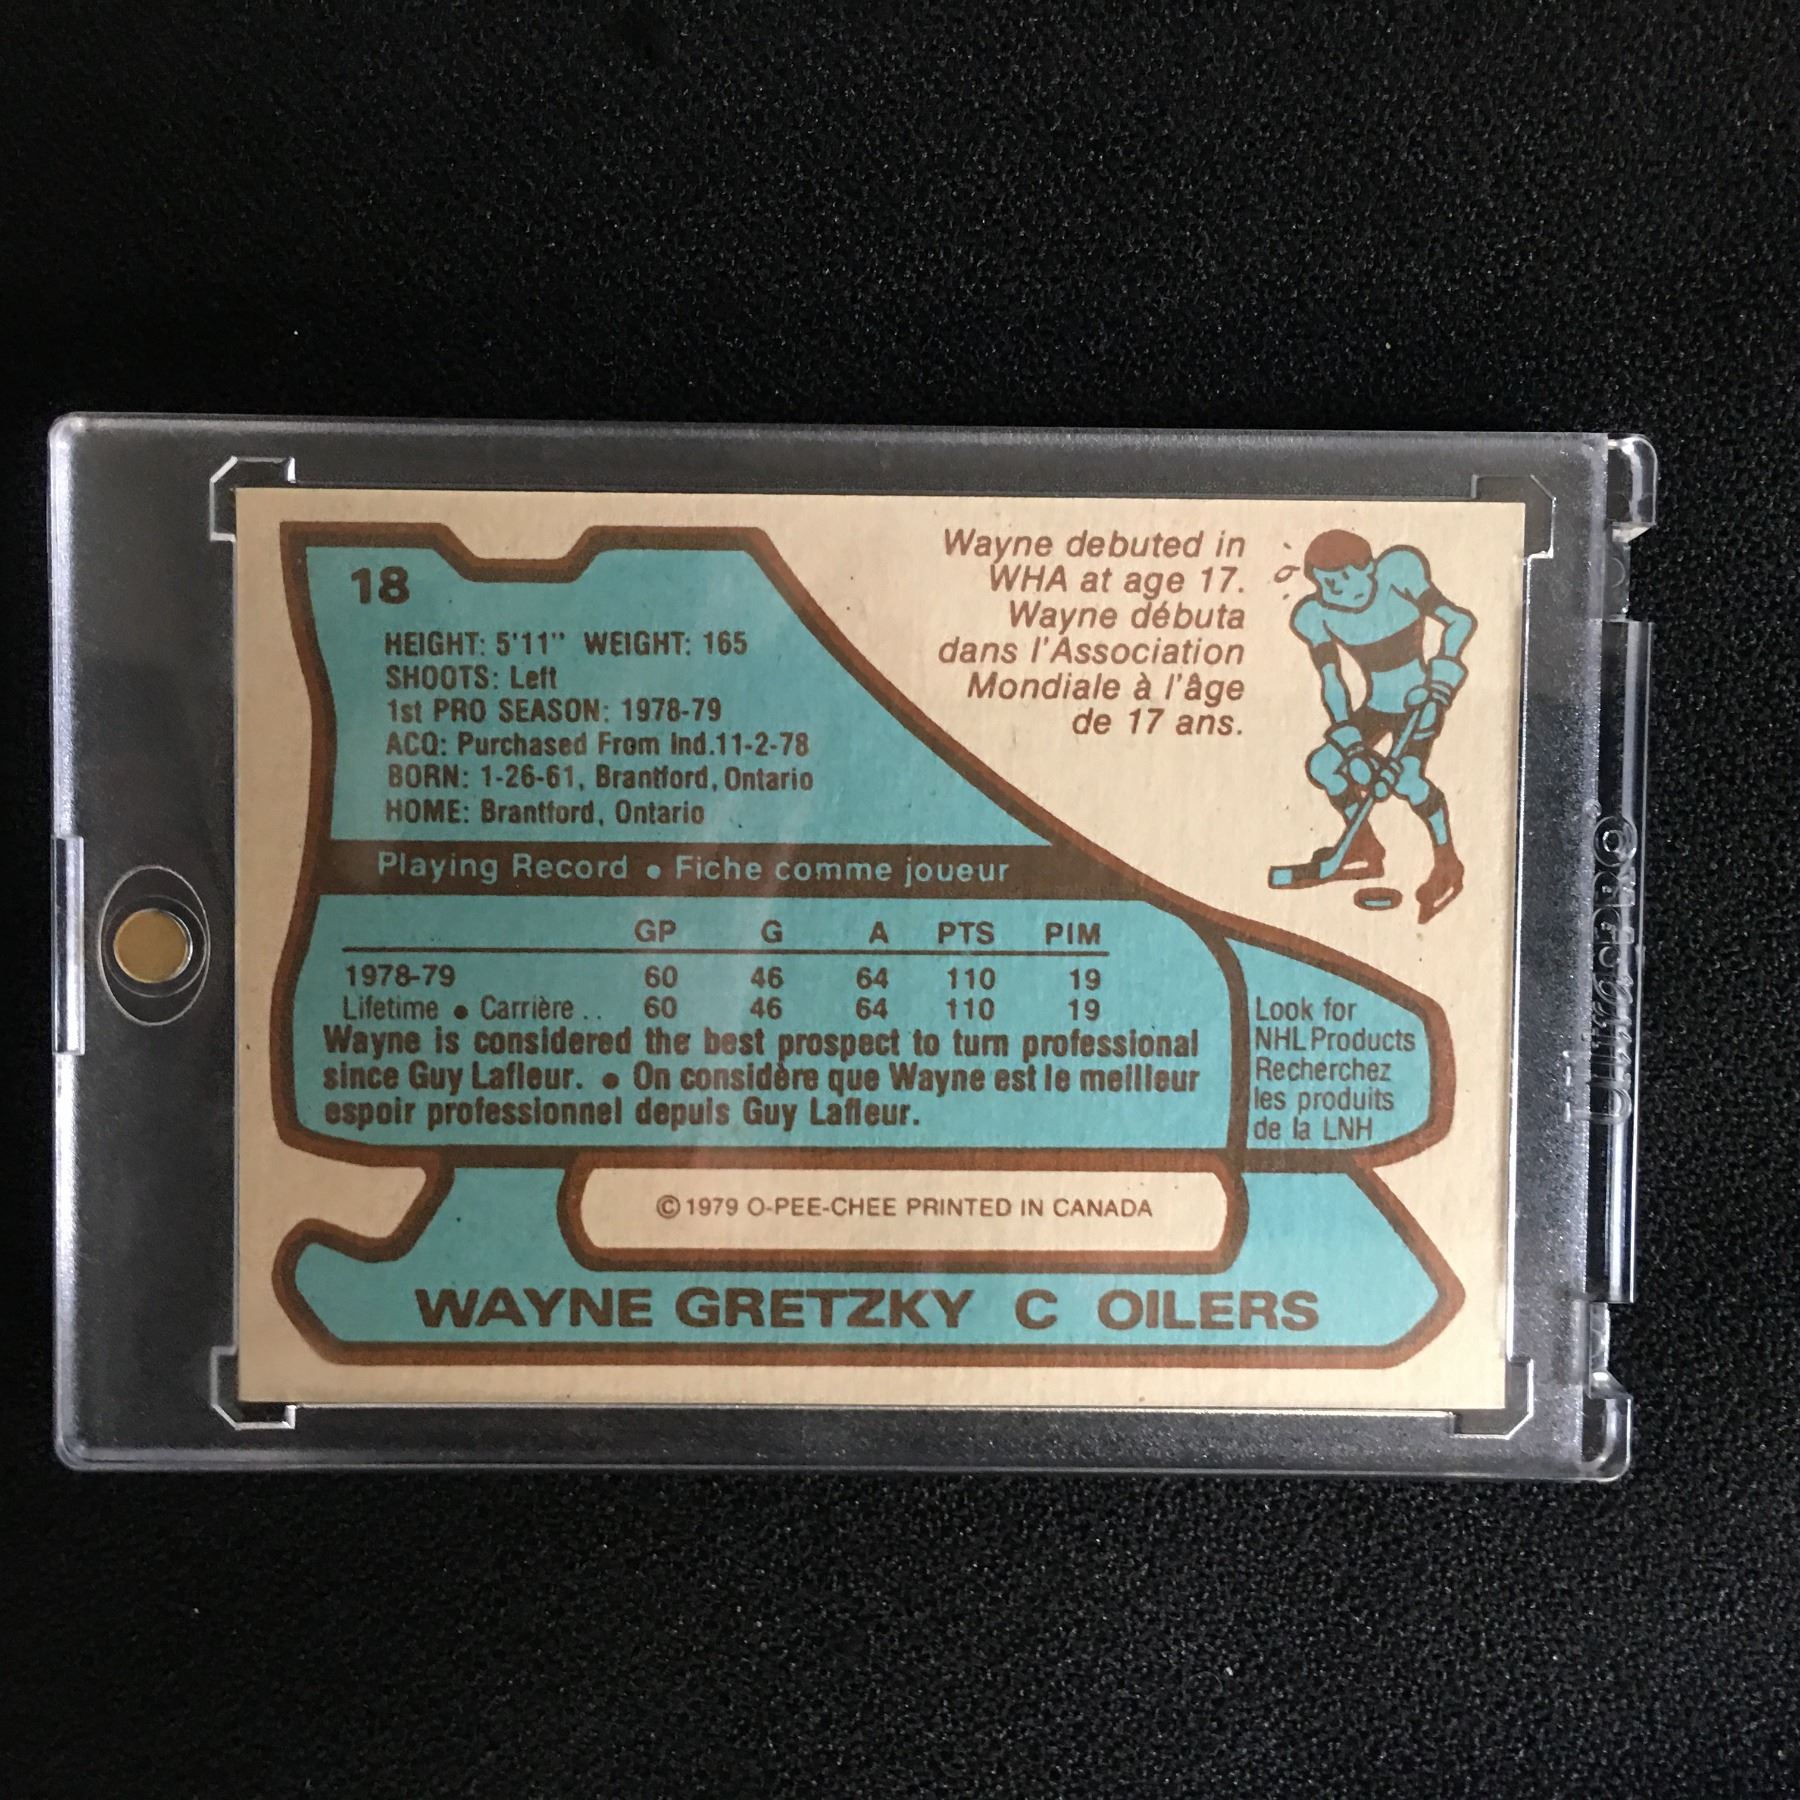 18
HEIGHT: 5'11" WEIGHT: 165
SHOOTS: Left
1st PRO SEASON: 1978-79
ACQ: Purchased From Ind.11-2-78
BORN: 1-26-61, Brantford, Ontario
HOME: Brantford, Ontario
Wayne debuted in
WHA at age 17.
Wayne débuta
dans l'Association
Mondiale à l'âge
de 17 ans.
Playing Record • Fiche comme joueur
GP G A PTS PIM
1978-79 60 46 64 110 19
Lifetime • Carrière .. 60 46 64 110 19
Wayne is considered the best prospect to turn professional
since Guy Lafleur. • On considère que Wayne est le meilleur
espoir professionnel depuis Guy Lafleur.
Look for
NHL Products
Recherchez
les produits
de la LNH
© 1979 O-PEE-CHEE PRINTED IN CANADA
WAYNE GRETZKY C OILERS